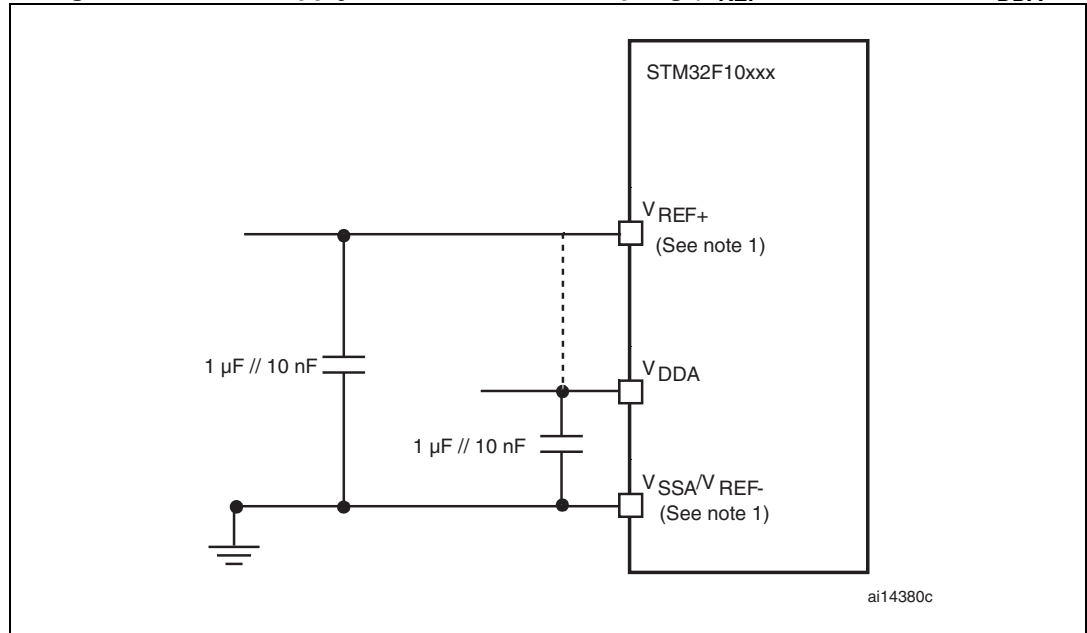 STM32F10xxx
VREF+
(See note 1)
1 µF // 10 nF
VDDA
1 µF // 10 nF
VSSA/VREF-
(See note 1)
ai14380c